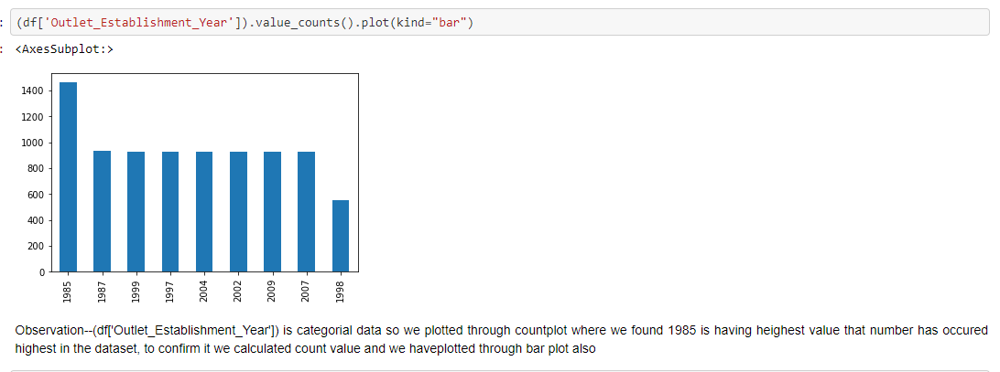 : (df['Outlet_Establishment_Year']).value_counts().plot(kind="bar")
: <AxesSubplot:>
1400
1200
1000
800
600
400
200
0
1985 1987 1999 1997 2004 2002 2009 2007 1998
Observation--(df['Outlet_Establishment_Year']) is categorial data so we plotted through countplot where we found 1985 is having heighest value that number has occured
highest in the dataset, to confirm it we calculated count value and we haveplotted through bar plot also